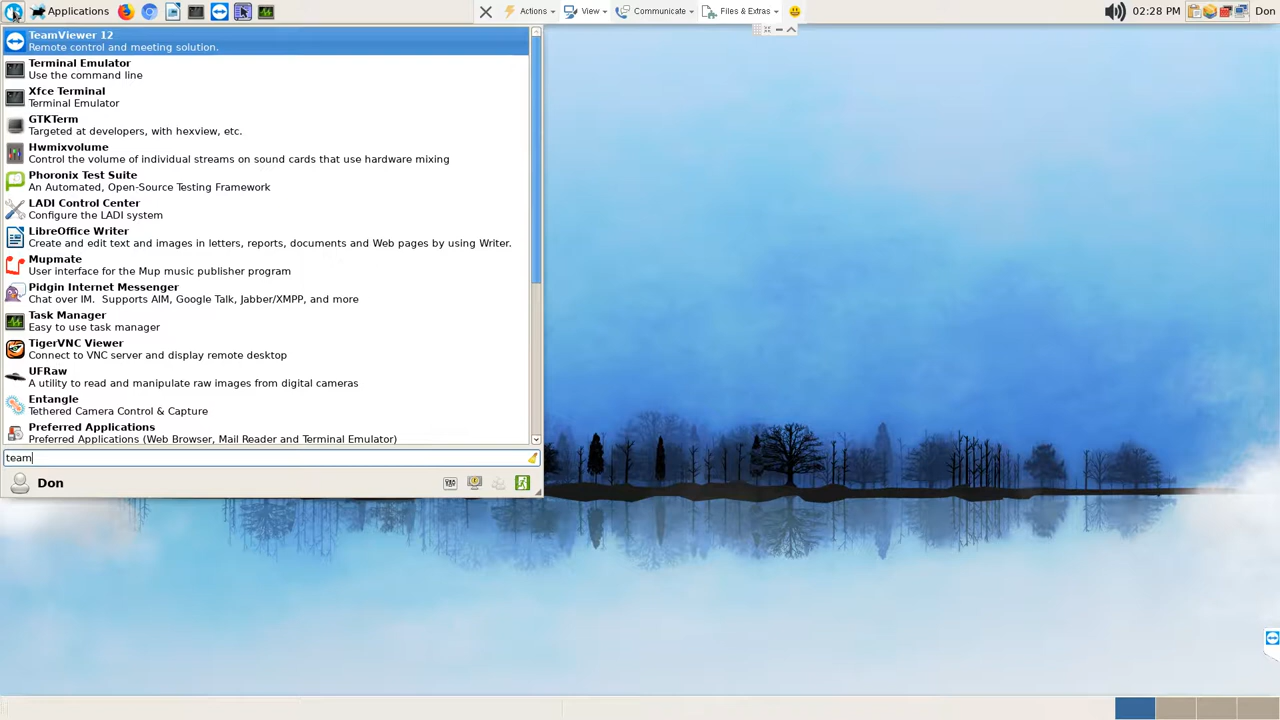 Applications
Actions View Communicate Files & Extras
02:28 PM Don
TeamViewer 12
Remote control and meeting solution.
Terminal Emulator
Use the command line
Xfce Terminal
Terminal Emulator
GTKTerm
Targeted at developers, with hexview, etc.
Hwmixvolume
Control the volume of individual streams on sound cards that use hardware mixing
Phoronix Test Suite
An Automated, Open-Source Testing Framework
LADI Control Center
Configure the LADI system
LibreOffice Writer
Create and edit text and images in letters, reports, documents and Web pages by using Writer.
Mupmate
User interface for the Mup music publisher program
Pidgin Internet Messenger
Chat over IM. Supports AIM, Google Talk, Jabber/XMPP, and more
Task Manager
Easy to use task manager
TigerVNC Viewer
Connect to VNC server and display remote desktop
UFRaw
A utility to read and manipulate raw images from digital cameras
Entangle
Tethered Camera Control & Capture
Preferred Applications
Preferred Applications (Web Browser, Mail Reader and Terminal Emulator)
team
Don